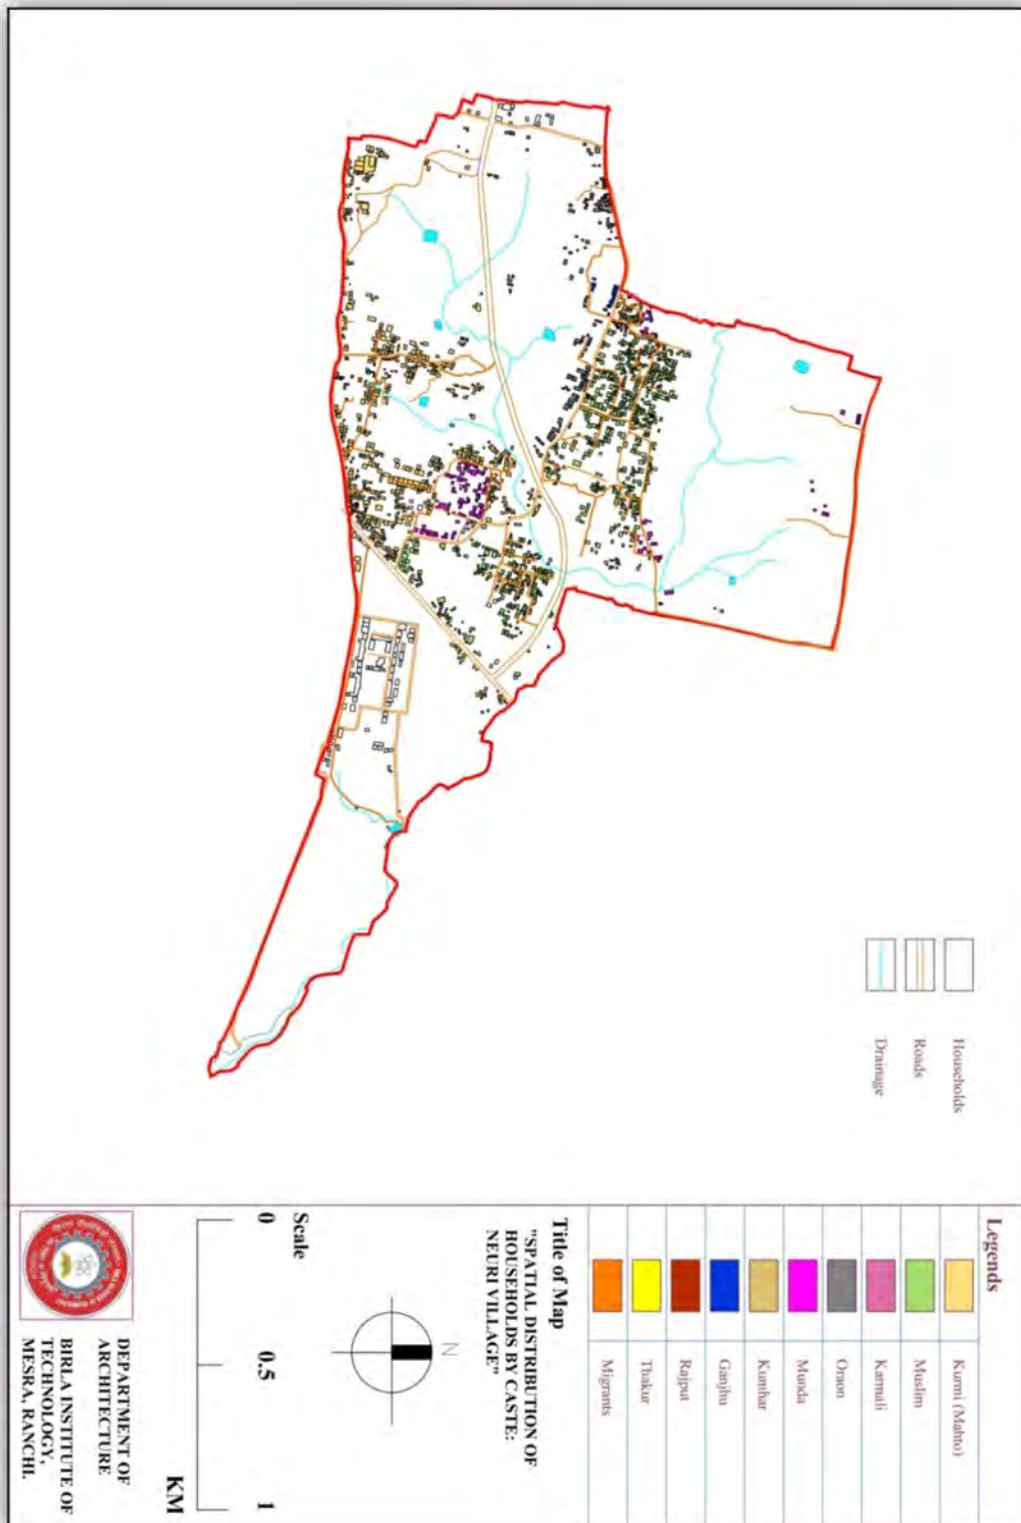 Households
Roads
Drainage
Legends
Kurmi (Mahto)
Muslim
Karmali
Oraon
Munda
Kumhar
Ganjhu
Rajput
Thakur
Migrants
Title of Map
"SPATIAL DISTRIBUTION OF
HOUSEHOLDS BY CASTE:
NEURI VILLAGE"
N
Scale
0
0.5
1
KM
DEPARTMENT OF
ARCHITECTURE
BIRLA INSTITUTE OF
TECHNOLOGY,
MESRA, RANCHI.